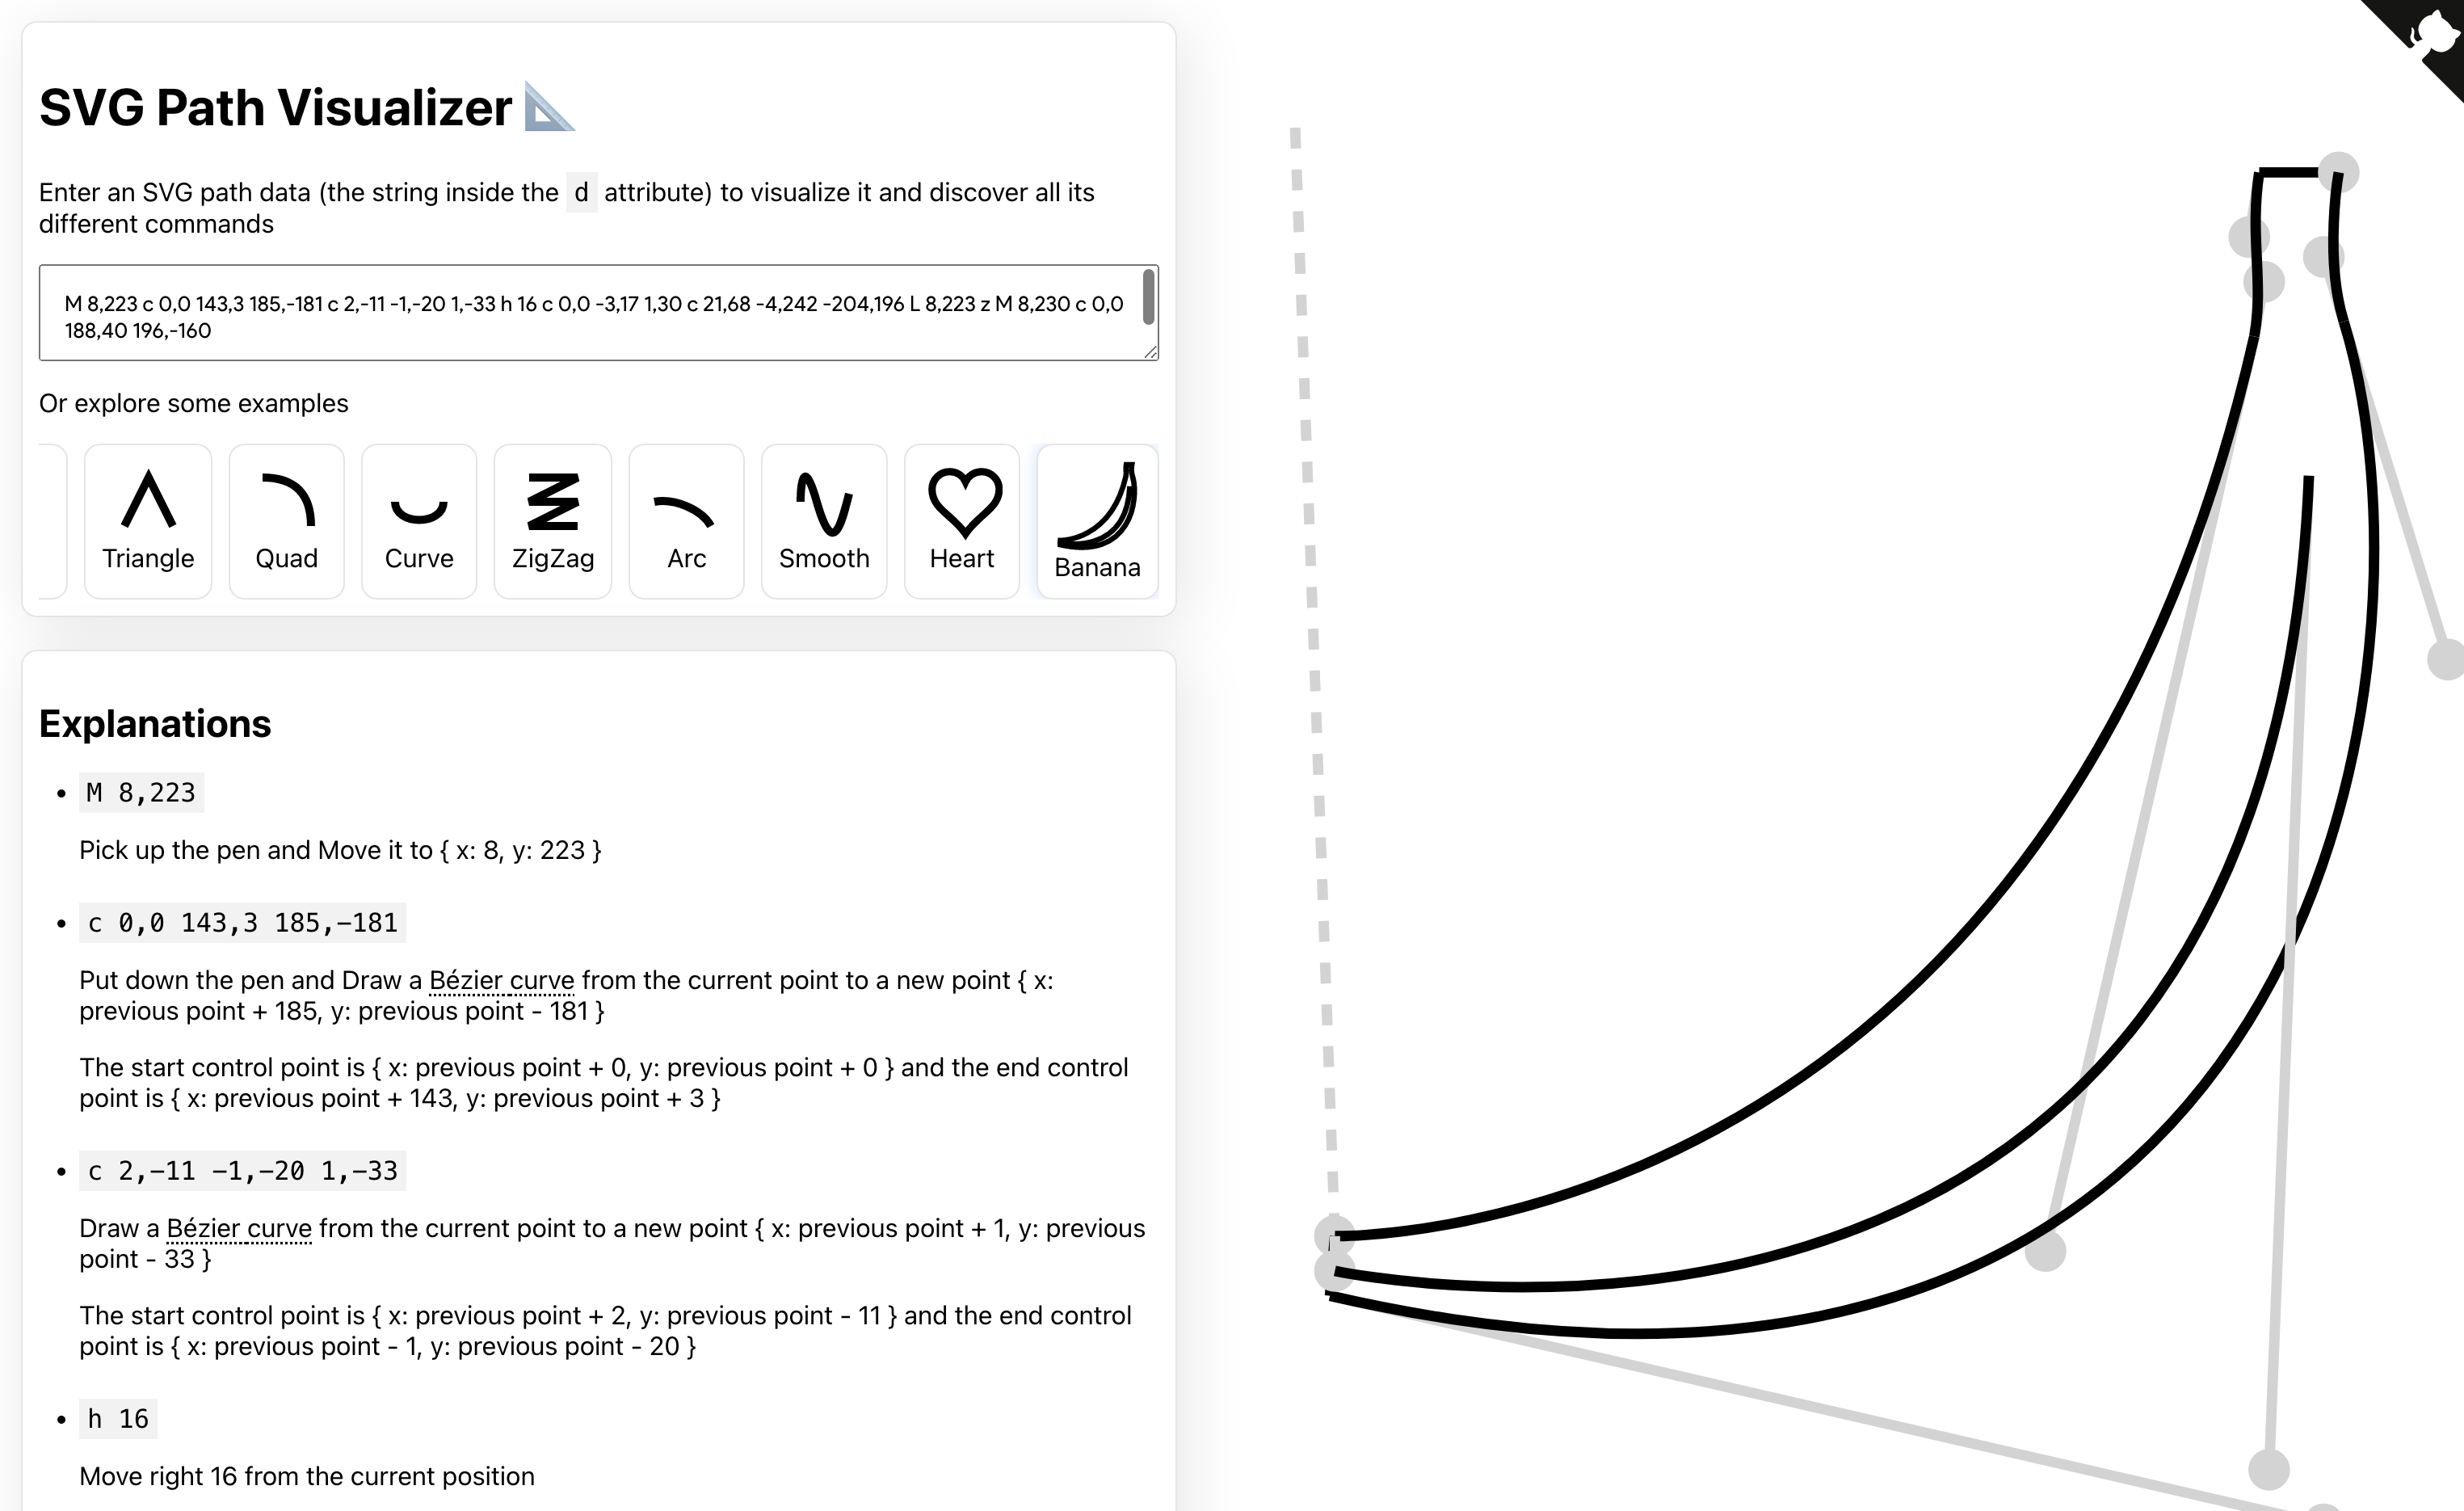 SVG Path Visualizer
Enter an SVG path data (the string inside the d attribute) to visualize it and discover all its
different commands
M 8,223 c 0,0 143,3 185,-181 c 2,-11 -1,-20 1,-33 h 16 c 0,0 -3,17 1,30 c 21,68 -4,242 -204,196 L 8,223 z M 8,230 c 0,0
188,40 196,-160
Or explore some examples
Triangle Quad Curve ZigZag Arc Smooth Heart Banana
Explanations
M 8,223
Pick up the pen and Move it to { x: 8, y: 223 }
c 0,0 143,3 185,-181
Put down the pen and Draw a Bézier curve from the current point to a new point { x:
previous point + 185, y: previous point - 181 }
The start control point is { x: previous point + 0, y: previous point + 0 } and the end control
point is { x: previous point + 143, y: previous point + 3 }
c 2,-11 -1,-20 1,-33
Draw a Bézier curve from the current point to a new point { x: previous point + 1, y: previous
point - 33 }
The start control point is { x: previous point + 2, y: previous point - 11 } and the end control
point is { x: previous point - 1, y: previous point - 20 }
h 16
Move right 16 from the current position